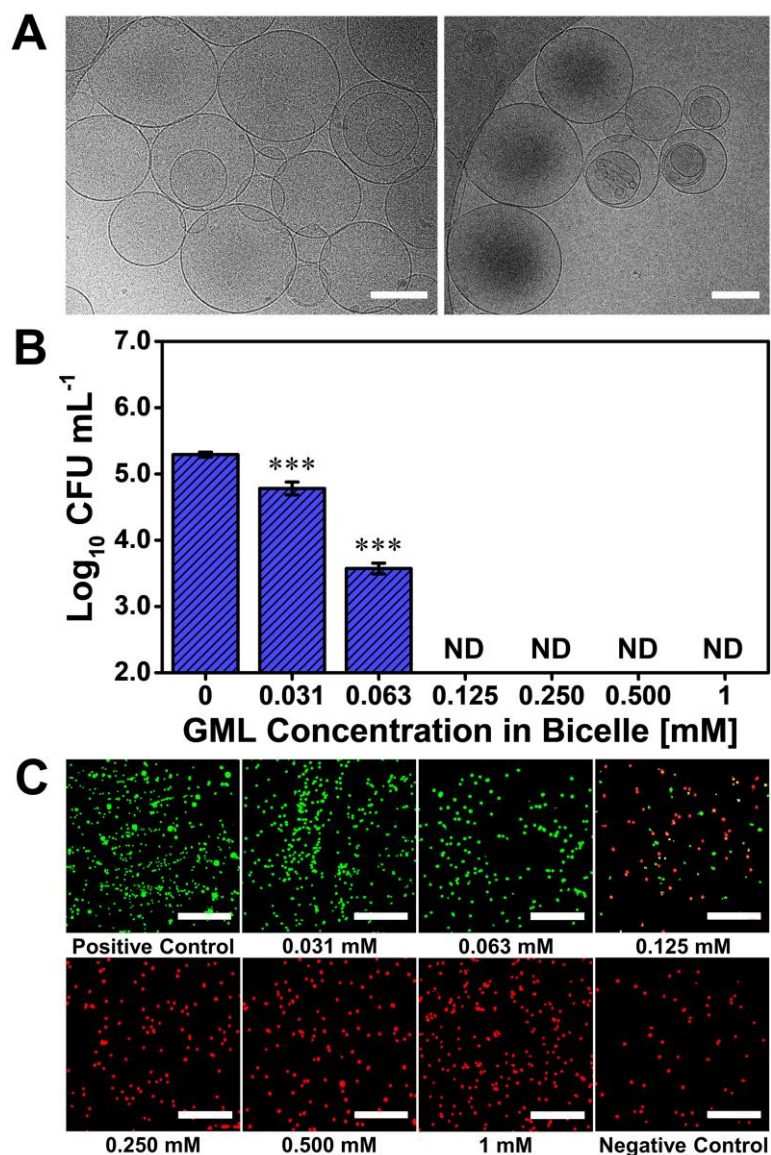 A
B
7.0
6.0
5.0
4.0
3.0
2.0
Log₁₀ CFU mL⁻¹
***
***
ND ND ND ND
0 0.031 0.063 0.125 0.250 0.500 1
GML Concentration in Bicelle [mM]
C
Positive Control 0.031 mM 0.063 mM 0.125 mM
0.250 mM 0.500 mM 1 mM Negative Control